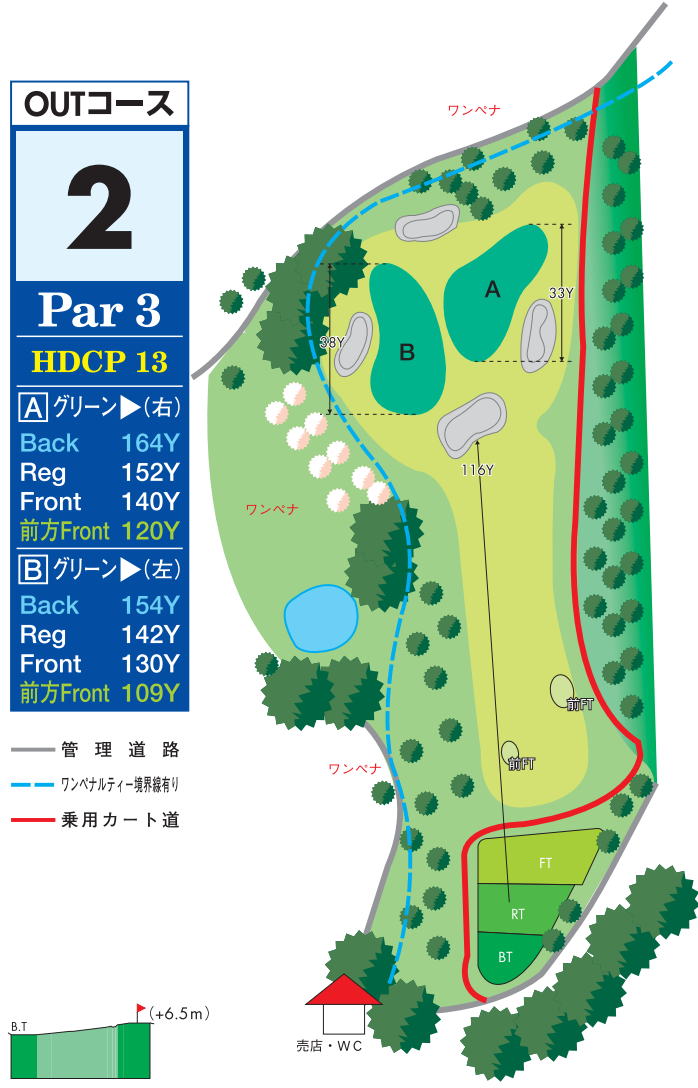 OUTコース
2
Par 3
HDCP 13
A グリーン▶(右)
Back 164Y
Reg 152Y
Front 140Y
前方Front 120Y
B グリーン▶(左)
Back 154Y
Reg 142Y
Front 130Y
前方Front 109Y
管理道路
ワンペナルティー境界線有り
乗用カート道
B.T
(+6.5m)
ワンペナ
A
33Y
38Y
B
116Y
ワンペナ
前FT
前FT
ワンペナ
FT
RT
BT
売店・WC